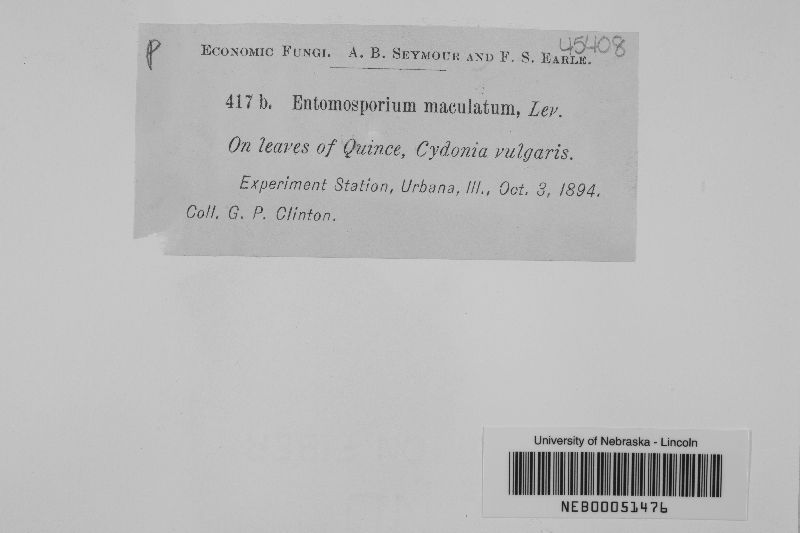 P
45408
ECONOMIC FUNGI. A. B. SEYMOUR AND F. S. EARLE.
417 b. Entomosporium maculatum, Lev.
On leaves of Quince, Cydonia vulgaris.
Experiment Station, Urbana, Ill., Oct. 3, 1894.
Coll. G. P. Clinton.
University of Nebraska - Lincoln
NEB00051476